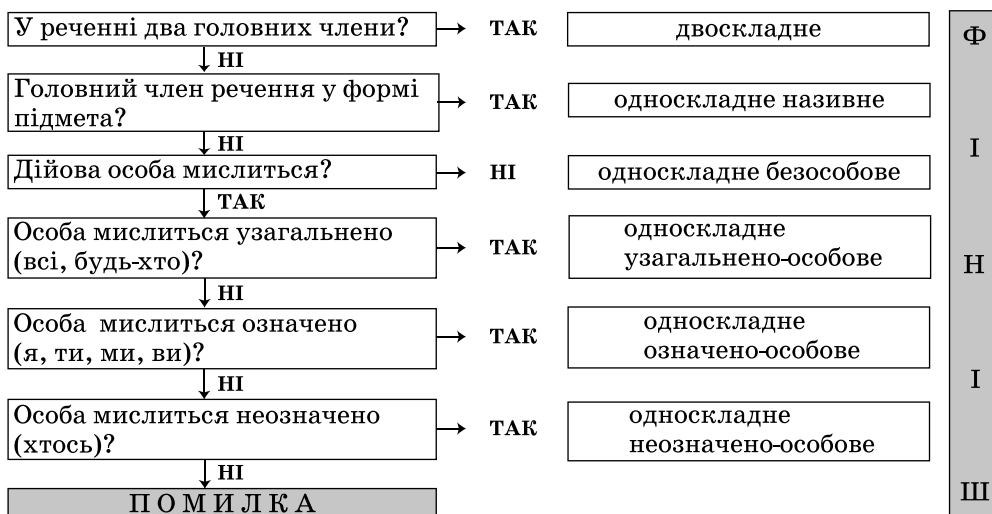 У реченні два головних члени?
ТАК
двоскладне
НІ
Головний член речення у формі
підмета?
ТАК
односкладне називне
НІ
Дійова особа мислиться?
НІ
односкладне безособове
ТАК
Особа мислиться узагальнено
(всі, будь-хто)?
ТАК
односкладне
узагальнено-особове
НІ
Особа мислиться означено
(я, ти, ми, ви)?
ТАК
односкладне
означено-особове
НІ
Особа мислиться неозначено
(хтось)?
ТАК
односкладне
неозначено-особове
НІ
ПОМИЛКА
Ф
І
Н
І
Ш